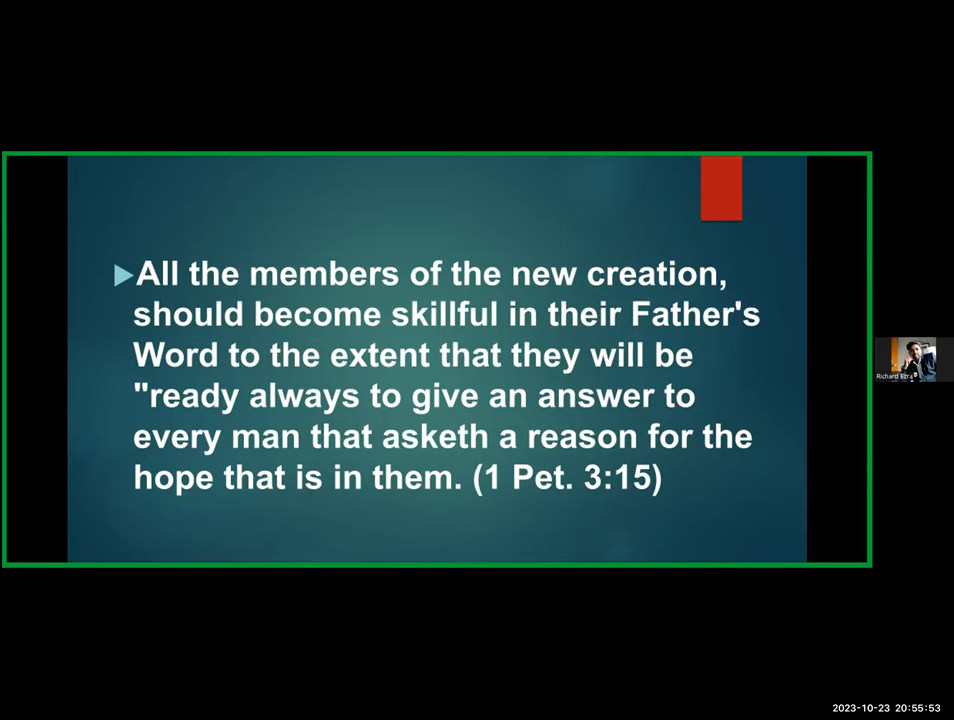 All the members of the new creation,
should become skillful in their Father's
Word to the extent that they will be
"ready always to give an answer to
every man that asketh a reason for the
hope that is in them. (1 Pet. 3:15)
Richard Ezra
2023-10-23 20:55:53